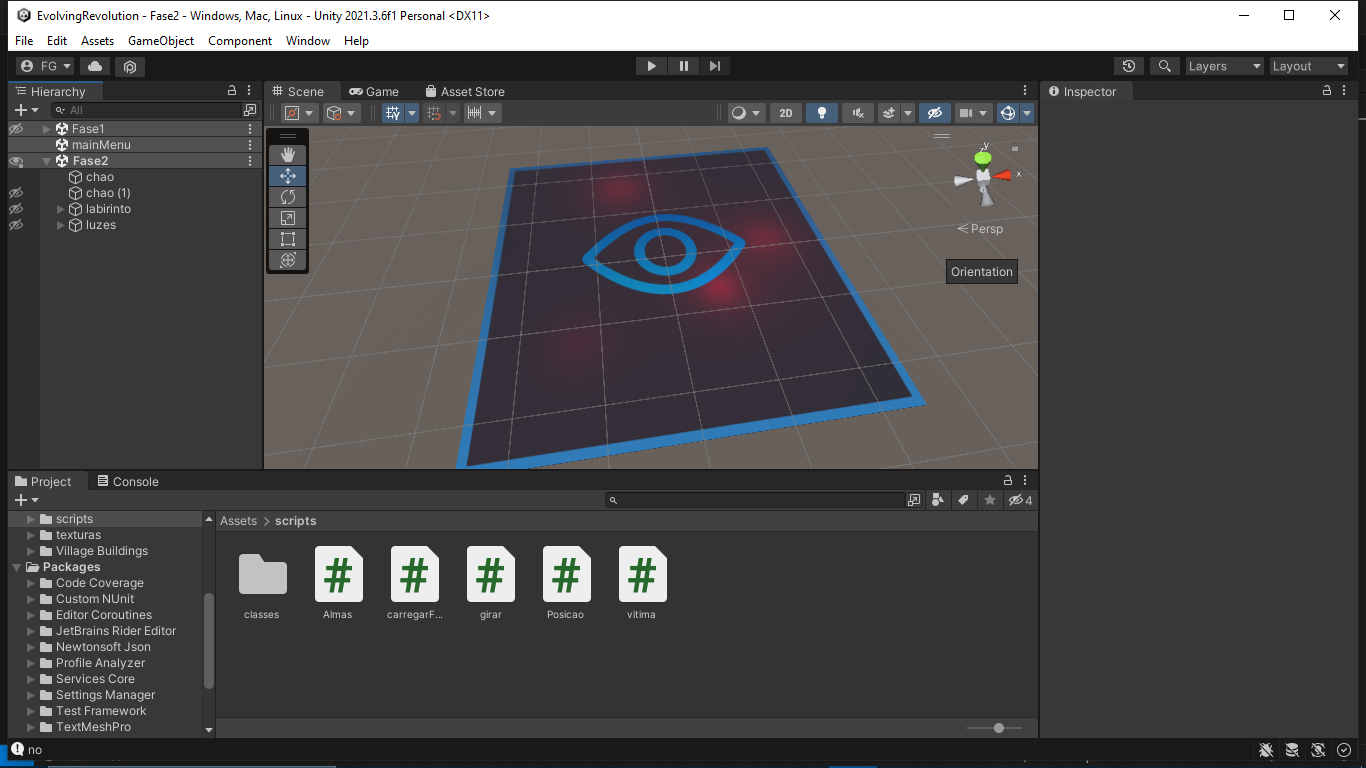 EvolvingRevolution - Fase2 - Windows, Mac, Linux - Unity 2021.3.6f1 Personal <DX11>
File Edit Assets GameObject Component Window Help
FG Layers Layout
Hierarchy
All
Fase1
mainMenu
Fase2
chao
chao (1)
labirinto
luzes
Scene Game Asset Store
2D
y
x
Persp
Orientation
Inspector
Project Console
4
scripts
texturas
Village Buildings
Packages
Code Coverage
Custom NUnit
Editor Coroutines
JetBrains Rider Editor
Newtonsoft Json
Profile Analyzer
Services Core
Settings Manager
Test Framework
TextMeshPro
Assets > scripts
classes Almas carregarF... girar Posicao vitima
no